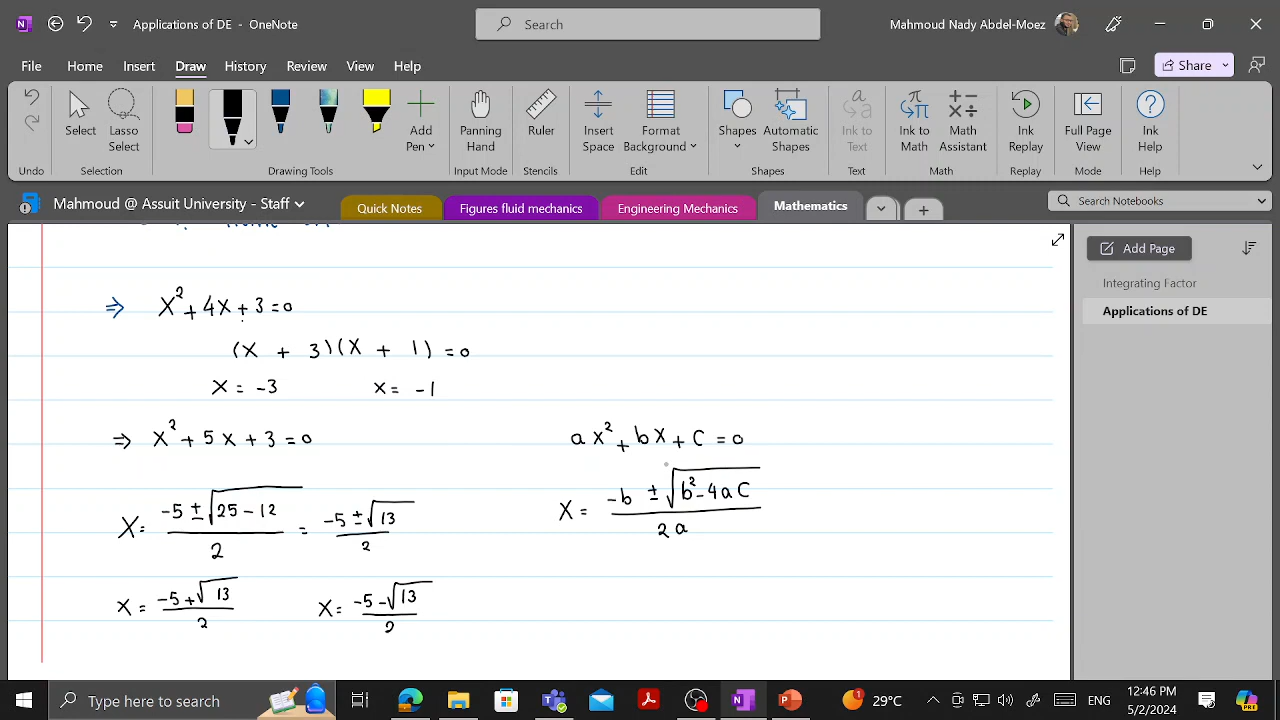 Applications of DE - OneNote
Search
Mahmoud Nady Abdel-Moez
File Home Insert Draw History Review View Help
Share
Select
Lasso Select
Add Pen
Panning Hand
Ruler
Insert Space
Format Background
Shapes
Automatic Shapes
Ink to Text
Ink to Math
Math Assistant
Ink Replay
Full Page View
Ink Help
Undo
Selection
Drawing Tools
Input Mode
Stencils
Edit
Shapes
Convert
Math
Replay
Mode
Help
Mahmoud @ Assuit University - Staff
Quick Notes
Figures fluid mechanics
Engineering Mechanics
Mathematics
Search Notebooks
Add Page
Integrating Factor
Applications of DE
⇒ x² + 4x + 3 = 0
(x + 3)(x + 1) = 0
x = -3 x = -1
⇒ x² + 5x + 3 = 0
x = (-5 ± √(25 - 12))/2 = (-5 ± √13)/2
x = (-5 + √13)/2 x = (-5 - √13)/2
ax² + bx + c = 0
x = (-b ± √(b² - 4ac))/2a
Type here to search
29°C
ENG
12:46 PM
5/2/2024